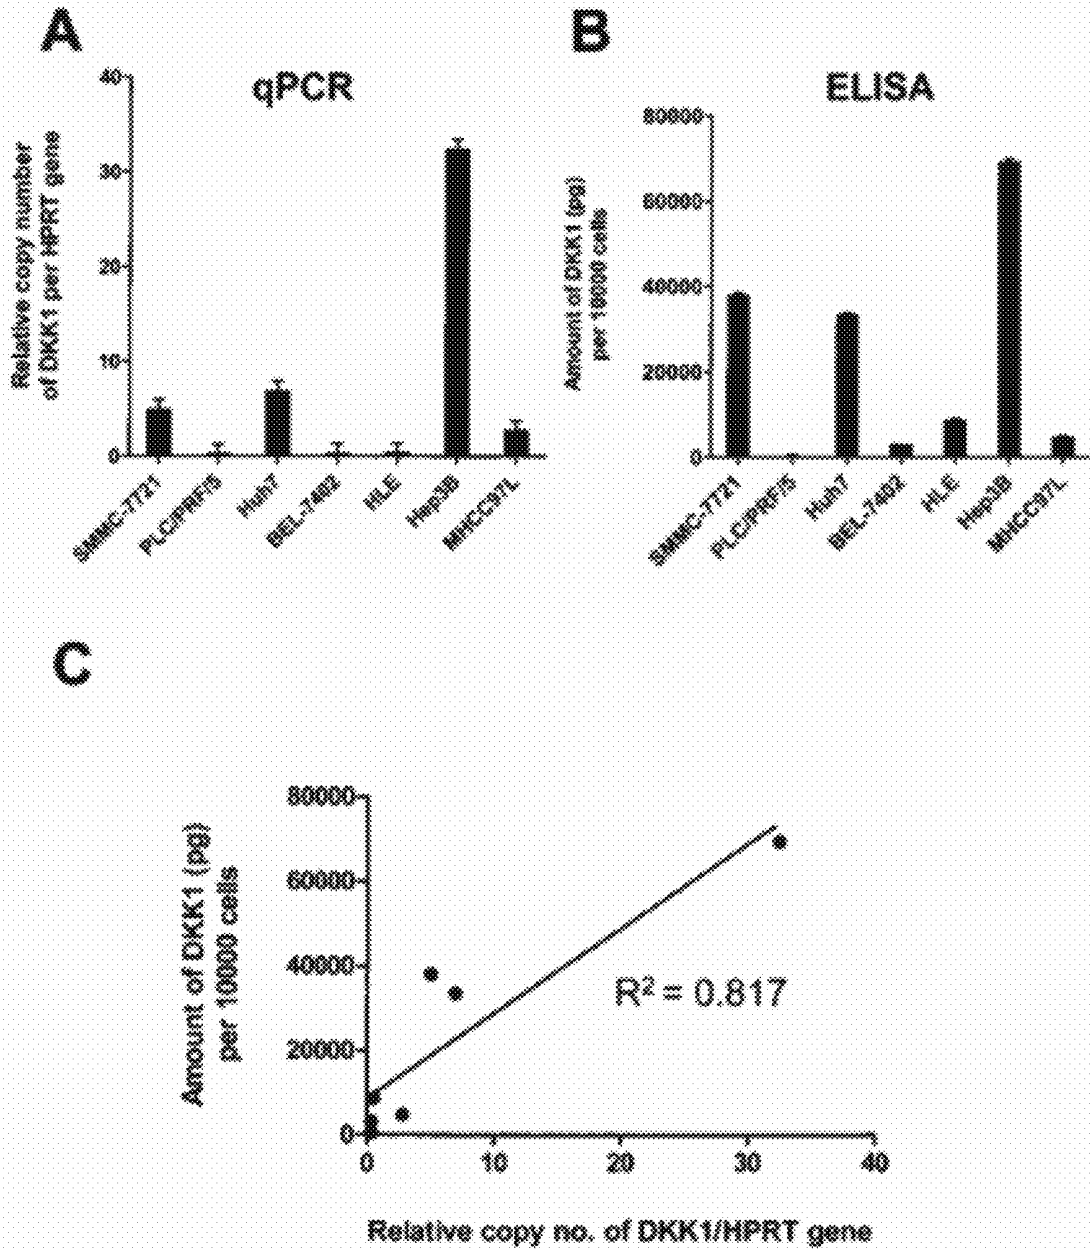 A
qPCR
Relative copy number
of DKK1 per HPRT gene
40
30
20
10
0
SMMC-7721
PLC/PRF/5
Huh7
BEL-7402
HLE
Hep3B
MHCC97L
B
ELISA
Amount of DKK1 (pg)
per 10000 cells
80000
60000
40000
20000
0
SMMC-7721
PLC/PRF/5
Huh7
BEL-7402
HLE
Hep3B
MHCC97L
C
Amount of DKK1 (pg)
per 10000 cells
80000
60000
40000
20000
0
R² = 0.817
0 10 20 30 40
Relative copy no. of DKK1/HPRT gene